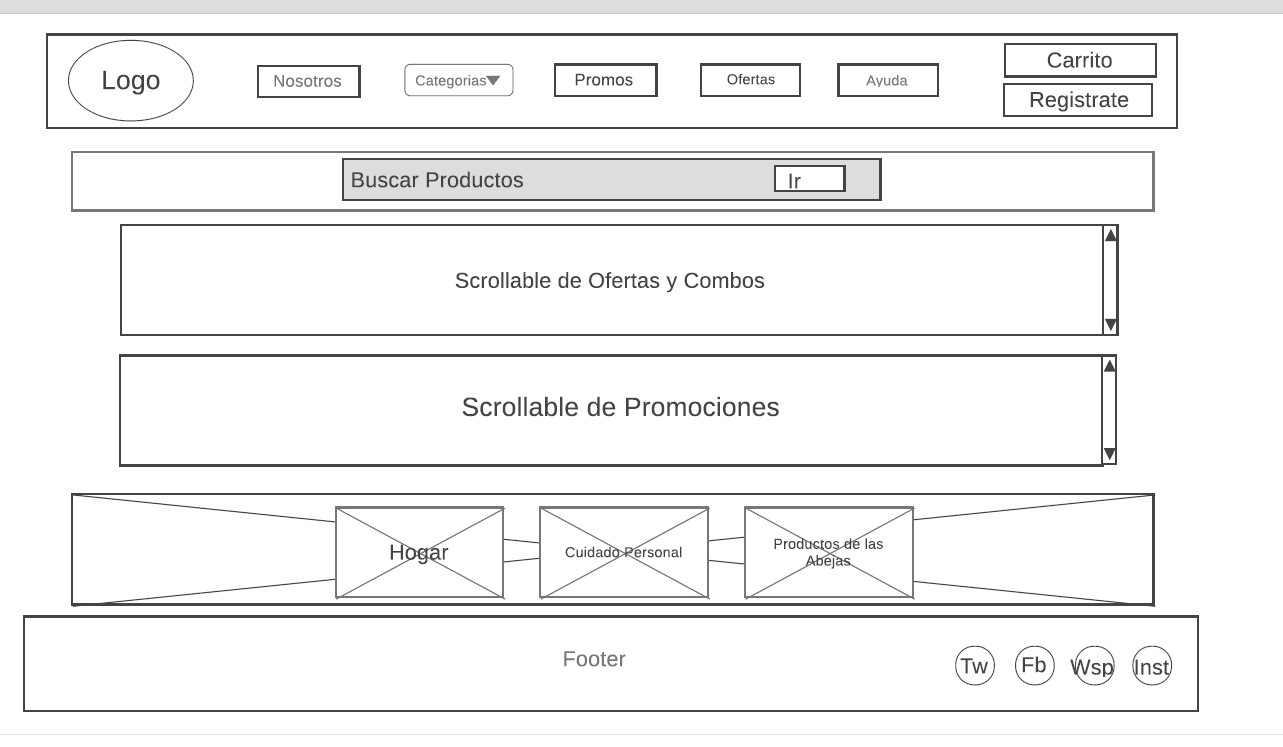 Logo
Nosotros
Categorias
Promos
Ofertas
Ayuda
Carrito
Registrate
Buscar Productos
Ir
Scrollable de Ofertas y Combos
Scrollable de Promociones
Hogar
Cuidado Personal
Productos de las
Abejas
Footer
Tw
Fb
Wsp
Inst